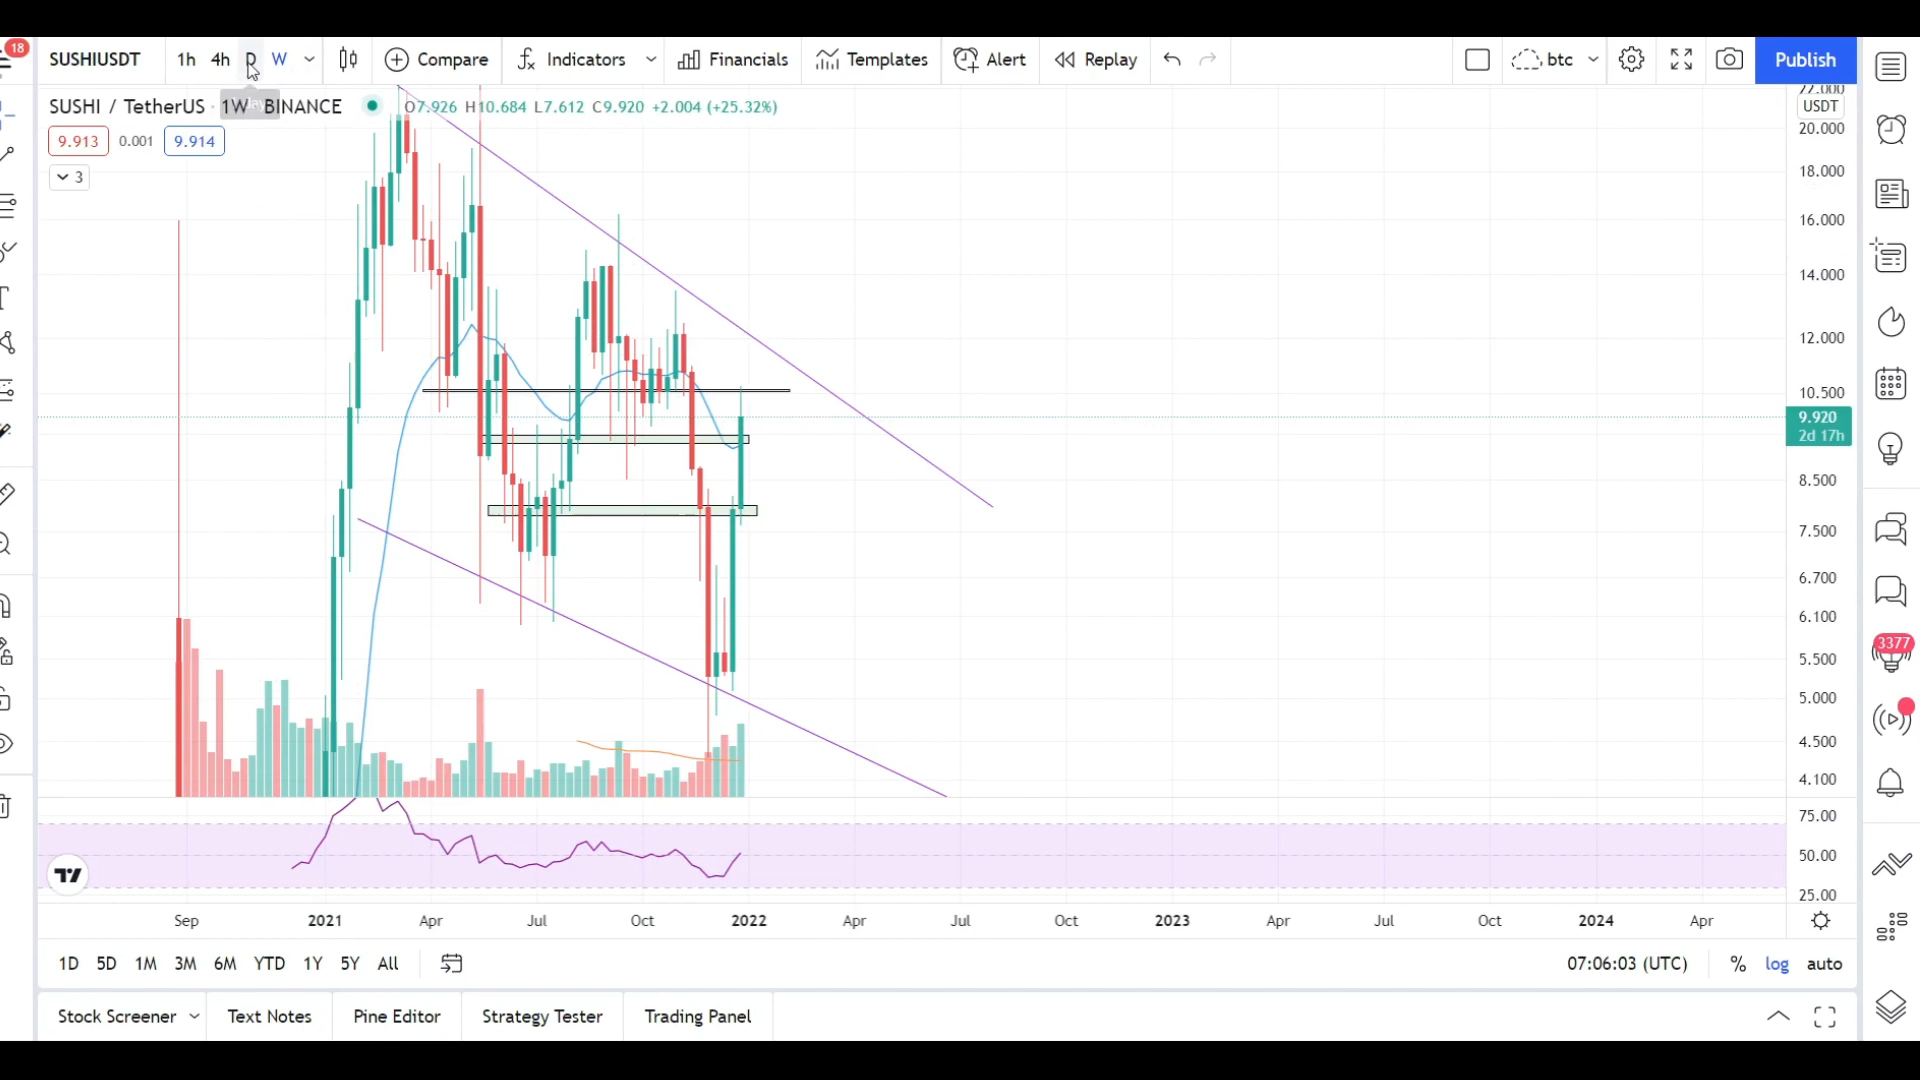 18
SUSHIUSDT 1h 4h D W Compare Indicators Financials Templates Alert Replay btc Publish
SUSHI / TetherUS · 1W BINANCE O7.926 H10.684 L7.612 C9.920 +2.004 (+25.32%)
9.913 0.001 9.914
3
22.000
USDT
20.000
18.000
16.000
14.000
12.000
10.500
9.920
2d 17h
8.500
7.500
6.700
6.100
5.500
5.000
4.500
4.100
75.00
50.00
25.00
3377
Sep 2021 Apr Jul Oct 2022 Apr Jul Oct 2023 Apr Jul Oct 2024 Apr
1D 5D 1M 3M 6M YTD 1Y 5Y All 07:06:03 (UTC) % log auto
Stock Screener Text Notes Pine Editor Strategy Tester Trading Panel